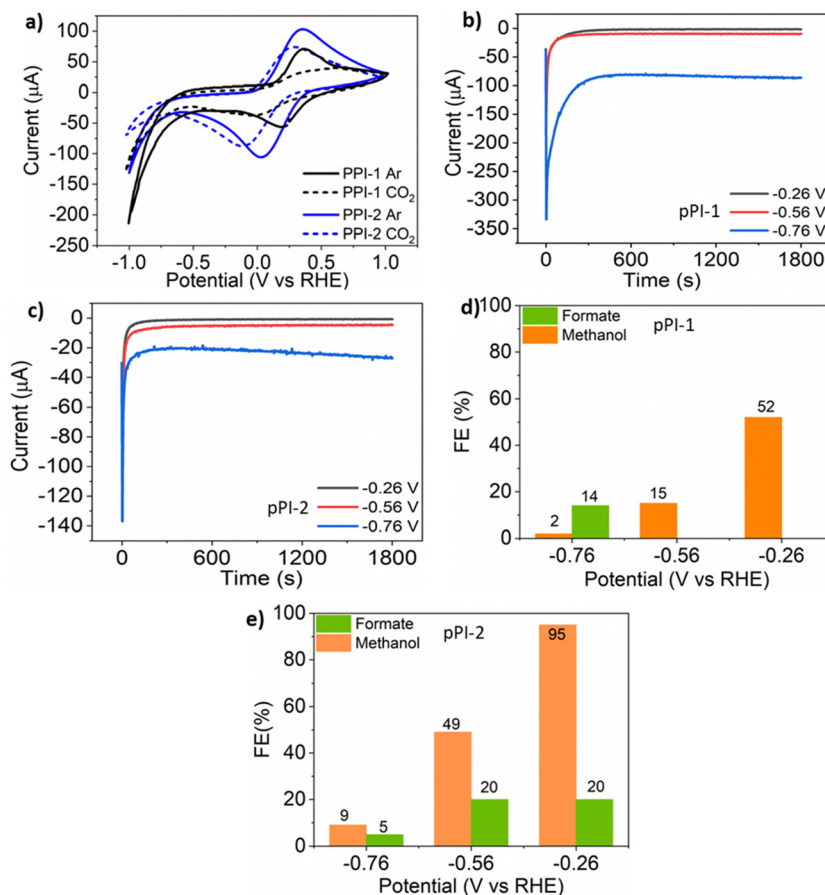 a)
100
50
0
-50
-100
-150
-200
-250
Current (μA)
PPI-1 Ar
PPI-1 CO2
PPI-2 Ar
PPI-2 CO2
-1.0 -0.5 0.0 0.5 1.0
Potential (V vs RHE)
b)
0
-50
-100
-150
-200
-250
-300
-350
Current (μA)
pPI-1
-0.26 V
-0.56 V
-0.76 V
0 600 1200 1800
Time (s)
c)
0
-20
-40
-60
-80
-100
-120
-140
Current (μA)
pPI-2
-0.26 V
-0.56 V
-0.76 V
0 600 1200 1800
Time (s)
d)
100
80
60
40
20
0
FE (%)
Formate
Methanol
pPI-1
2 14 15 52
-0.76 -0.56 -0.26
Potential (V vs RHE)
e)
100
80
60
40
20
0
FE(%)
Formate
Methanol
pPI-2
9 5 49 20 95 20
-0.76 -0.56 -0.26
Potential (V vs RHE)